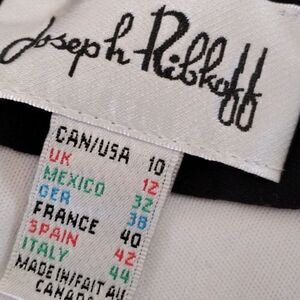 Joseph Ribkoff
CAN/USA 10
UK 12
MEXICO 32
GER 38
FRANCE 40
SPAIN 42
ITALY 44
MADE IN/FAIT AU
CANADA